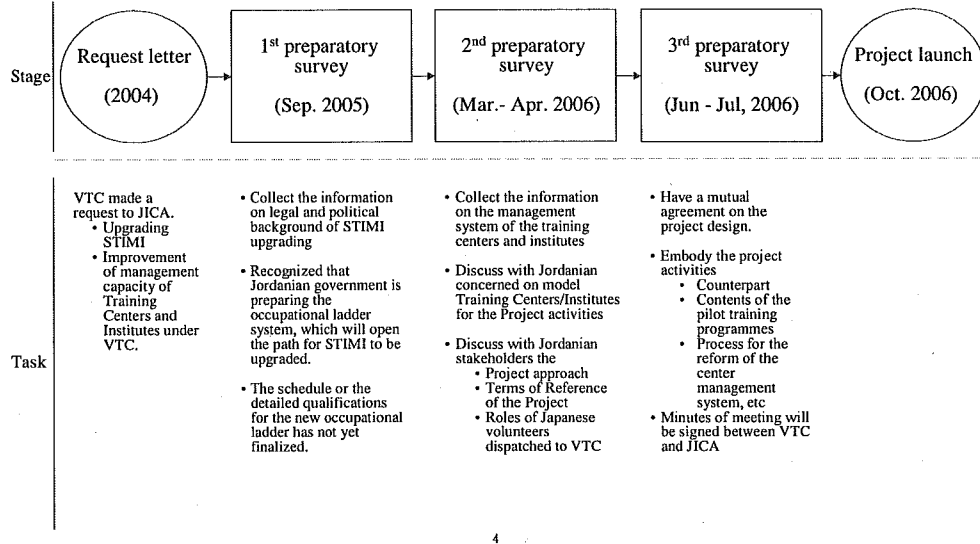 Stage
Request letter
(2004)
1st preparatory
survey
(Sep. 2005)
2nd preparatory
survey
(Mar.- Apr. 2006)
3rd preparatory
survey
(Jun - Jul, 2006)
Project launch
(Oct. 2006)
Task
VTC made a
request to JICA.
• Upgrading
STIMI
• Improvement
of management
capacity of
Training
Centers and
Institutes under
VTC.
• Collect the information
on legal and political
background of STIMI
upgrading
• Recognized that
Jordanian government is
preparing the
occupational ladder
system, which will open
the path for STIMI to be
upgraded.
• The schedule or the
detailed qualifications
for the new occupational
ladder has not yet
finalized.
• Collect the information
on the management
system of the training
centers and institutes
• Discuss with Jordanian
concerned on model
Training Centers/Institutes
for the Project activities
• Discuss with Jordanian
stakeholders the
• Project approach
• Terms of Reference
of the Project
• Roles of Japanese
volunteers
dispatched to VTC
• Have a mutual
agreement on the
project design.
• Embody the project
activities
• Counterpart
• Contents of the
pilot training
programmes
• Process for the
reform of the
center
management
system, etc
• Minutes of meeting will
be signed between VTC
and JICA
4